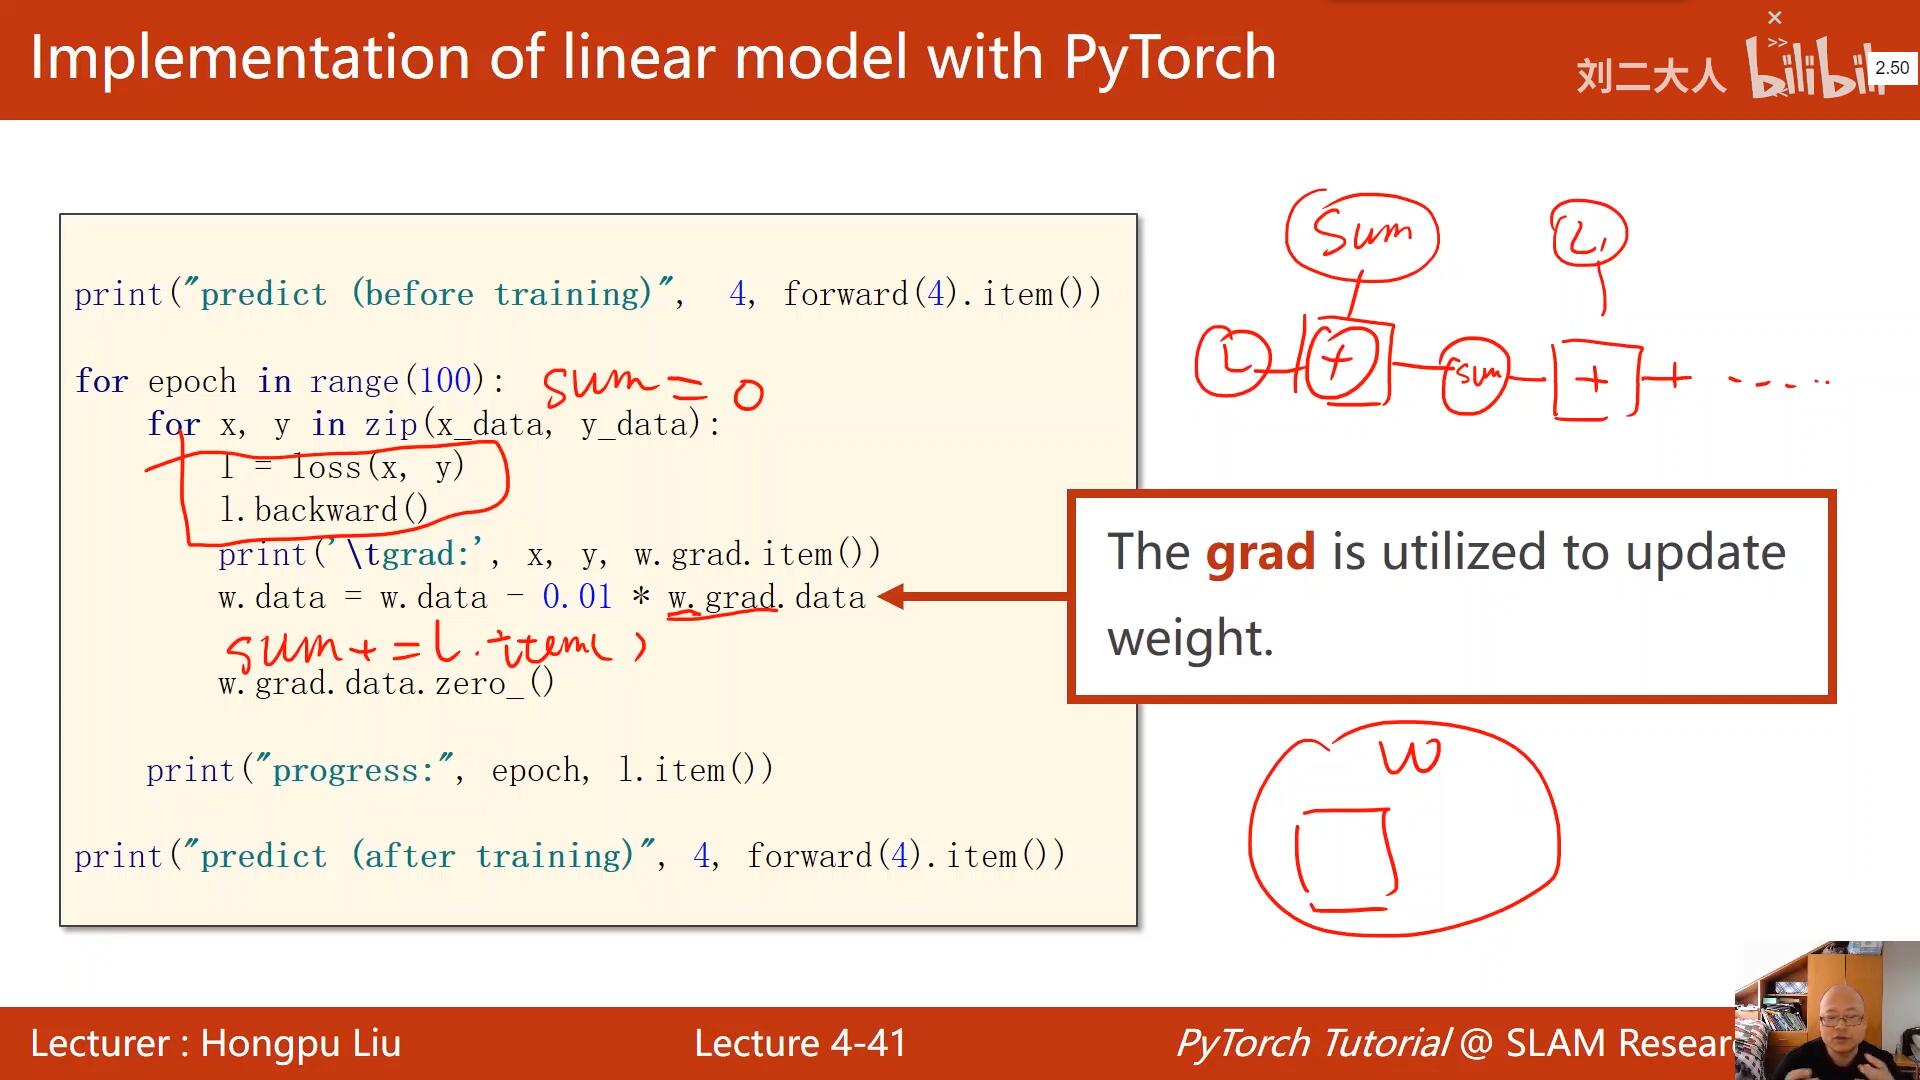 Implementation of linear model with PyTorch
刘二大人 bilibili
2.50
print("predict (before training)",  4, forward(4).item())
for epoch in range(100): sum = 0
for x, y in zip(x_data, y_data):
l = loss(x, y)
l.backward()
print('\tgrad:', x, y, w.grad.item())
w.data = w.data - 0.01 * w.grad.data
sum += l.item()
w.grad.data.zero_()
print("progress:", epoch, l.item())
print("predict (after training)", 4, forward(4).item())
Sum
L1
L + sum + + .....
The grad is utilized to update
weight.
W
Lecturer : Hongpu Liu
Lecture 4-41
PyTorch Tutorial @ SLAM Resear